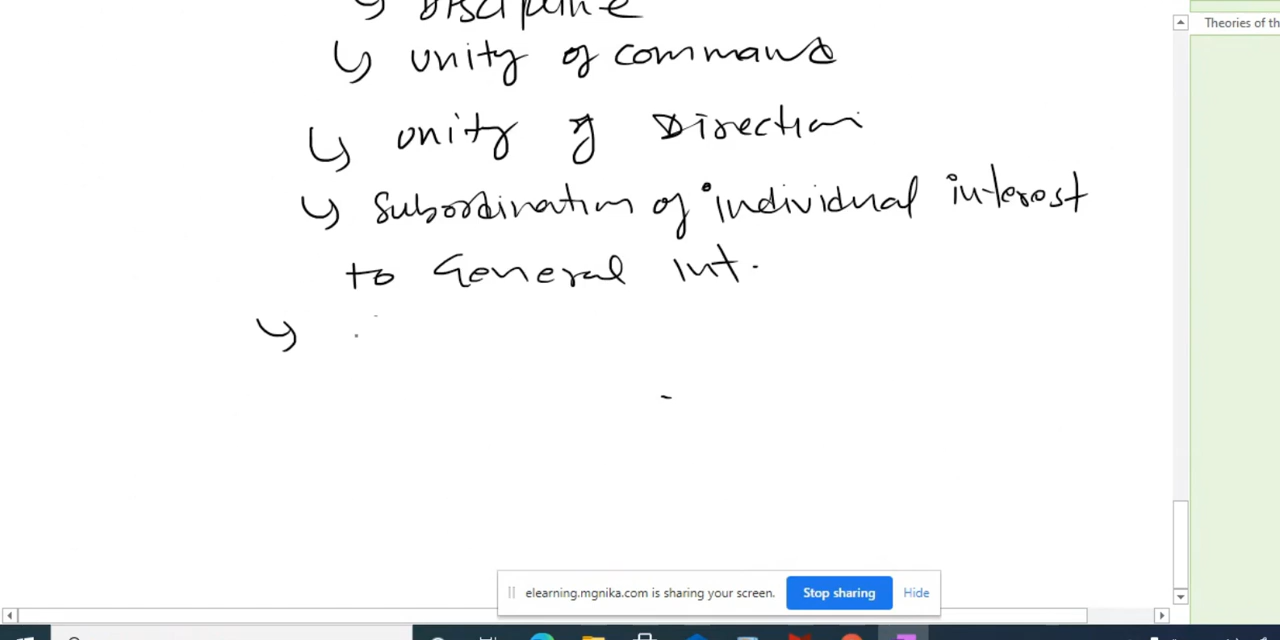 Discipline
Theories of th
unity of command
unity of Direction
Subordination of individual interest
to General Int.
elearning.mgnika.com is sharing your screen.
Stop sharing
Hide